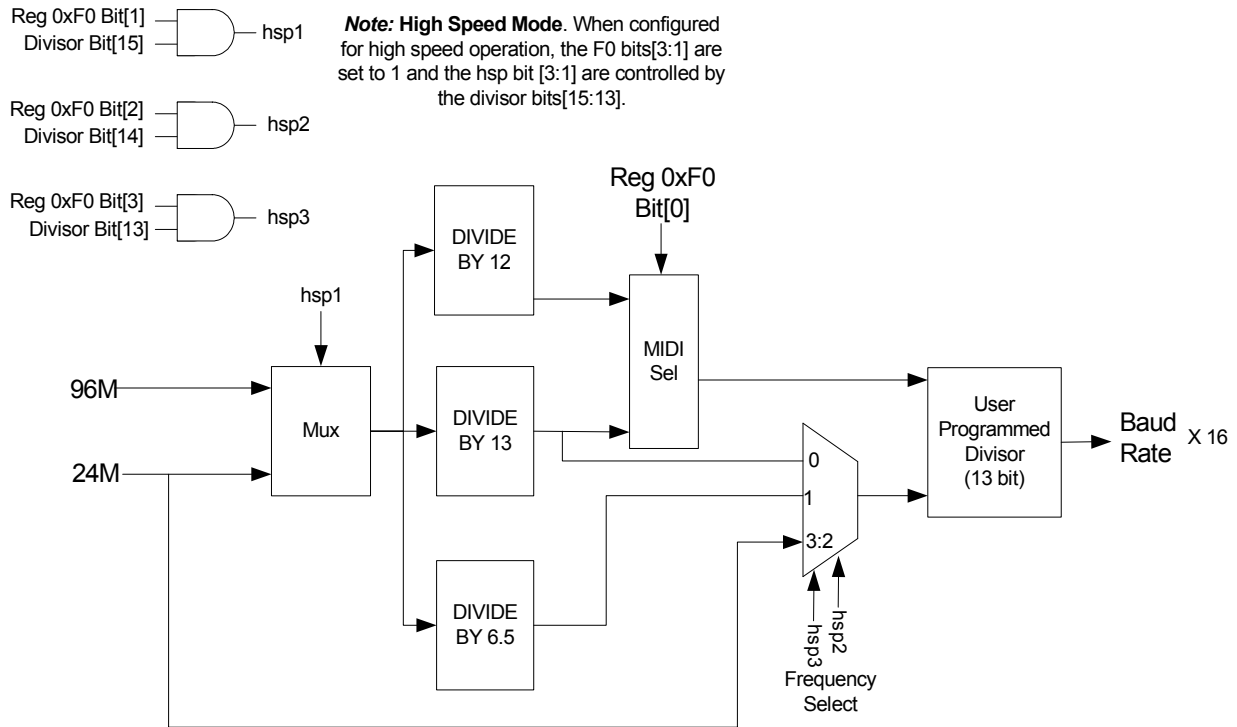 Reg 0xF0 Bit[1]
Divisor Bit[15]
hsp1
Note: High Speed Mode. When configured
for high speed operation, the F0 bits[3:1] are
set to 1 and the hsp bit [3:1] are controlled by
the divisor bits[15:13].
Reg 0xF0 Bit[2]
Divisor Bit[14]
hsp2
Reg 0xF0 Bit[3]
Divisor Bit[13]
hsp3
Reg 0xF0
Bit[0]
DIVIDE
BY 12
hsp1
MIDI
Sel
96M
Mux
24M
DIVIDE
BY 13
0
1
3:2
User
Programmed
Divisor
(13 bit)
Baud
Rate
X 16
DIVIDE
BY 6.5
hsp3
hsp2
Frequency
Select